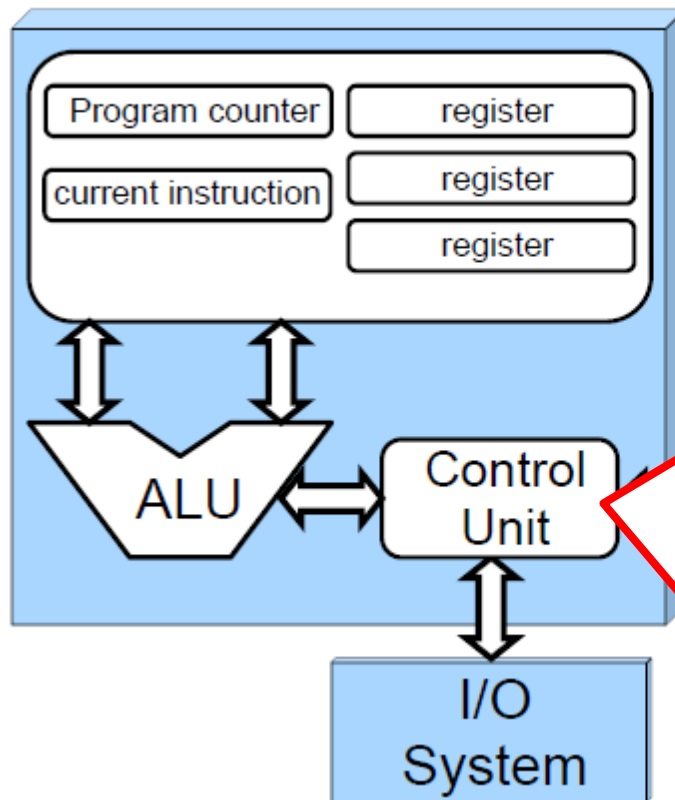 Program counter
register
current instruction
register
register
ALU
Control
Unit
I/O
System